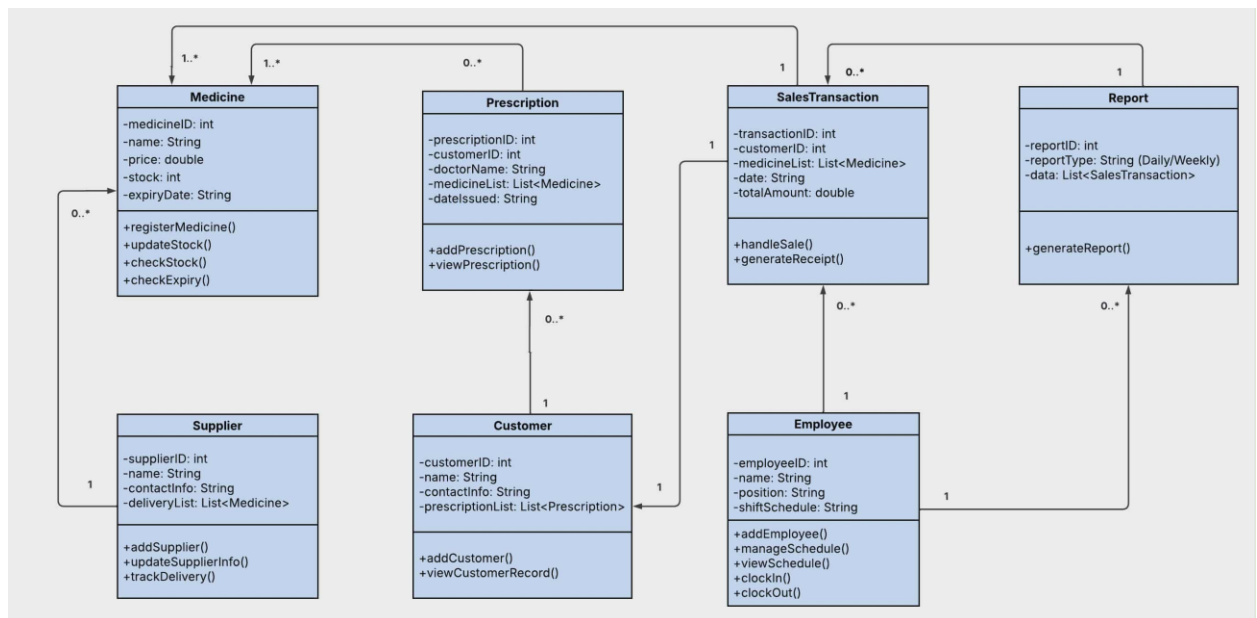 1..*
1..*
0..*
1
0..*
1
Medicine
-medicineID: int
-name: String
-price: double
-stock: int
-expiryDate: String
+registerMedicine()
+updateStock()
+checkStock()
+checkExpiry()
Prescription
-prescriptionID: int
-customerID: int
-doctorName: String
-medicineList: List<Medicine>
-dateIssued: String
+addPrescription()
+viewPrescription()
SalesTransaction
-transactionID: int
-customerID: int
-medicineList: List<Medicine>
-date: String
-totalAmount: double
+handleSale()
+generateReceipt()
Report
-reportID: int
-reportType: String (Daily/Weekly)
-data: List<SalesTransaction>
+generateReport()
1
0..*
0..*
0..*
0..*
1
1
Supplier
-supplierID: int
-name: String
-contactInfo: String
-deliveryList: List<Medicine>
+addSupplier()
+updateSupplierInfo()
+trackDelivery()
1
Customer
-customerID: int
-name: String
-contactInfo: String
-prescriptionList: List<Prescription>
+addCustomer()
+viewCustomerRecord()
1
Employee
-employeeID: int
-name: String
-position: String
-shiftSchedule: String
+addEmployee()
+manageSchedule()
+viewSchedule()
+clockIn()
+clockOut()
1